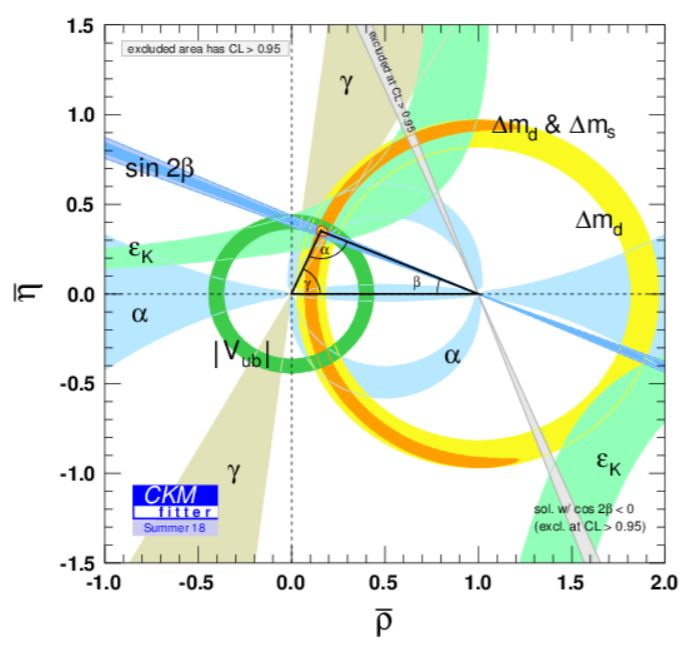 1.5
excluded area has CL > 0.95
excluded at CL > 0.95
γ
1.0
Δm_d & Δm_s
sin 2β
0.5
Δm_d
ε_K
α
γ
β
0.0
η̄
α
|V_ub|
α
-0.5
γ
ε_K
-1.0
CKM
fitter
Summer 18
sol. w/ cos 2β < 0
(excl. at CL > 0.95)
-1.5
-1.0 -0.5 0.0 0.5 1.0 1.5 2.0
ρ̄